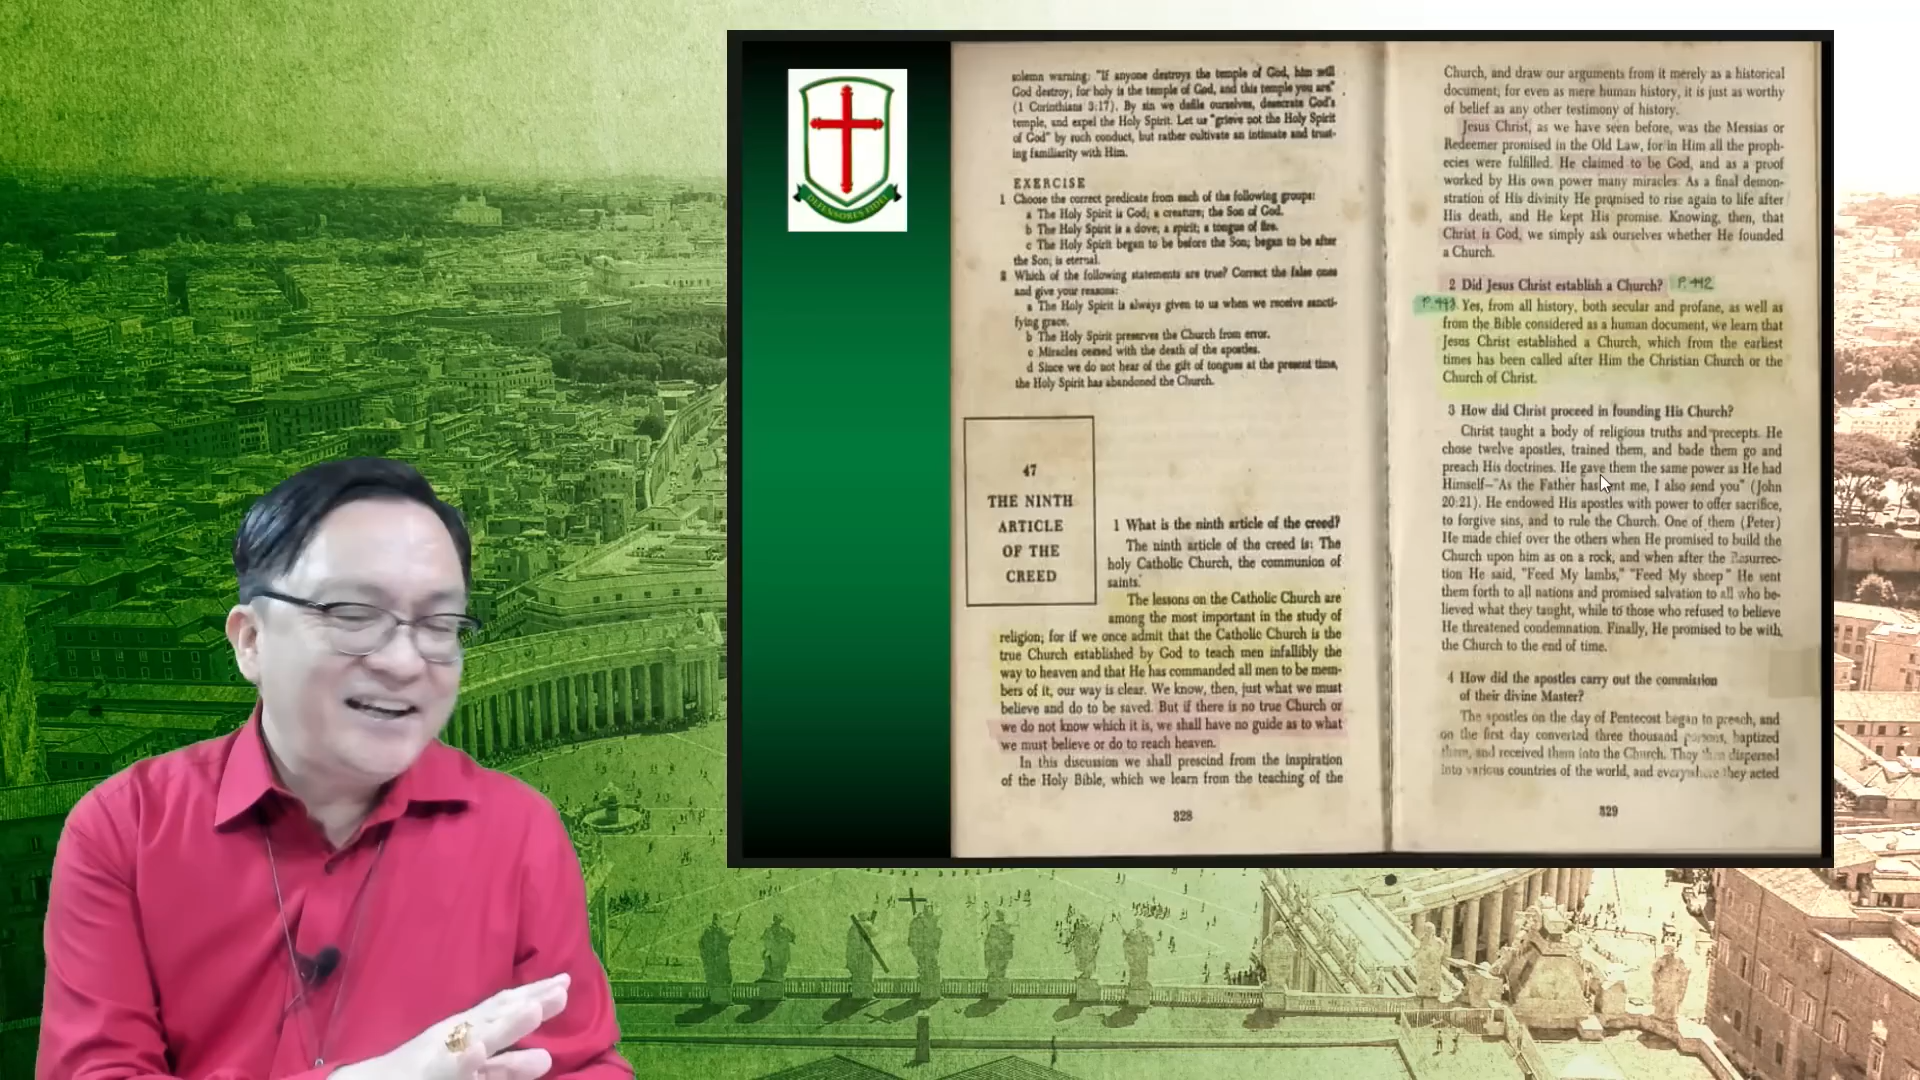 DEFENSORES FIDEI
solemn warning: "If anyone destroys the temple of God, him will
God destroy; for holy is the temple of God, and this temple you are"
(1 Corinthians 3:17). By sin we defile ourselves, desecrate God's
temple, and expel the Holy Spirit. Let us "grieve not the Holy Spirit
of God" by such conduct, but rather cultivate an intimate and trust-
ing familiarity with Him.
EXERCISE
1 Choose the correct predicate from each of the following groups:
a The Holy Spirit is God; a creature; the Son of God.
b The Holy Spirit is a dove; a spirit; a tongue of fire.
c The Holy Spirit began to be before the Son; began to be after
the Son; is eternal.
2 Which of the following statements are true? Correct the false ones
and give your reasons:
a The Holy Spirit is always given to us when we receive sancti-
fying grace.
b The Holy Spirit preserves the Church from error.
c Miracles ceased with the death of the apostles.
d Since we do not hear of the gift of tongues at the present time,
the Holy Spirit has abandoned the Church.
47
THE NINTH
ARTICLE
OF THE
CREED
1 What is the ninth article of the creed?
The ninth article of the creed is: The
holy Catholic Church, the communion of
saints.
The lessons on the Catholic Church are
among the most important in the study of
religion; for if we once admit that the Catholic Church is the
true Church established by God to teach men infallibly the
way to heaven and that He has commanded all men to be mem-
bers of it, our way is clear. We know, then, just what we must
believe and do to be saved. But if there is no true Church or
we do not know which it is, we shall have no guide as to what
we must believe or do to reach heaven.
In this discussion we shall prescind from the inspiration
of the Holy Bible, which we learn from the teaching of the
328
Church, and draw our arguments from it merely as a historical
document; for even as mere human history, it is just as worthy
of belief as any other testimony of history.
Jesus Christ, as we have seen before, was the Messias or
Redeemer promised in the Old Law, for in Him all the proph-
ecies were fulfilled. He claimed to be God, and as a proof
worked by His own power many miracles. As a final demon-
stration of His divinity He promised to rise again to life after
His death, and He kept His promise. Knowing, then, that
Christ is God, we simply ask ourselves whether He founded
a Church.
2 Did Jesus Christ establish a Church? P. 442
P. 443 Yes, from all history, both secular and profane, as well as
from the Bible considered as a human document, we learn that
Jesus Christ established a Church, which from the earliest
times has been called after Him the Christian Church or the
Church of Christ.
3 How did Christ proceed in founding His Church?
Christ taught a body of religious truths and precepts. He
chose twelve apostles, trained them, and bade them go and
preach His doctrines. He gave them the same power as He had
Himself—"As the Father has sent me, I also send you" (John
20:21). He endowed His apostles with power to offer sacrifice,
to forgive sins, and to rule the Church. One of them (Peter)
He made chief over the others when He promised to build the
Church upon him as on a rock, and when after the Resurrec-
tion He said, "Feed My lambs," "Feed My sheep" He sent
them forth to all nations and promised salvation to all who be-
lieved what they taught, while to those who refused to believe
He threatened condemnation. Finally, He promised to be with,
the Church to the end of time.
4 How did the apostles carry out the commission
of their divine Master?
The apostles on the day of Pentecost began to preach, and
on the first day converted three thousand persons, baptized
them, and received them into the Church. They then dispersed
into various countries of the world, and everywhere they acted
329